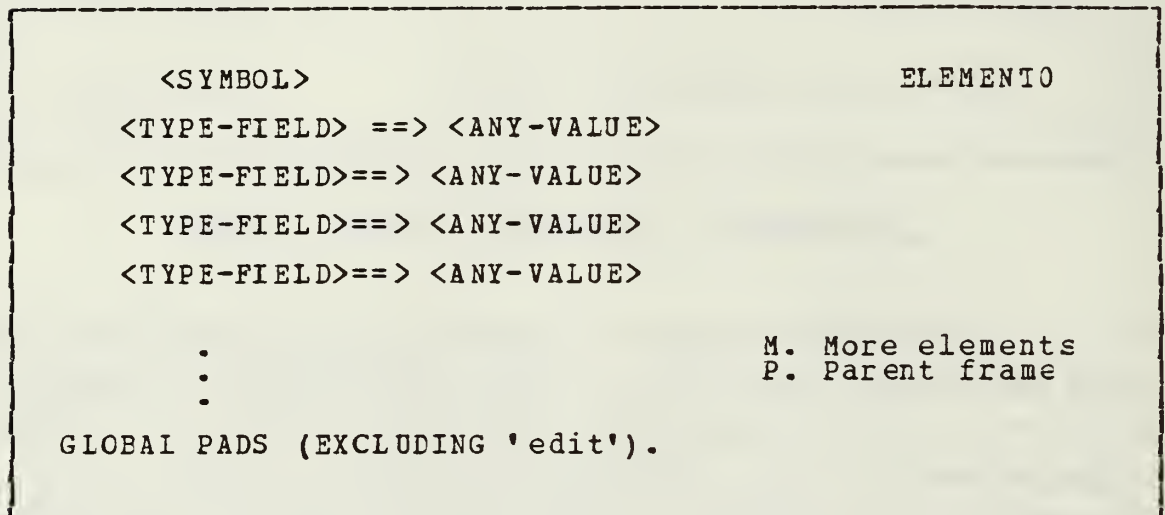 <SYMBOL> ELEMENT0
<TYPE-FIELD> ==> <ANY-VALUE>
<TYPE-FIELD>==> <ANY-VALUE>
<TYPE-FIELD>==> <ANY-VALUE>
<TYPE-FIELD>==> <ANY-VALUE>
.
. M. More elements
. P. Parent frame
GLOBAL PADS (EXCLUDING 'edit').